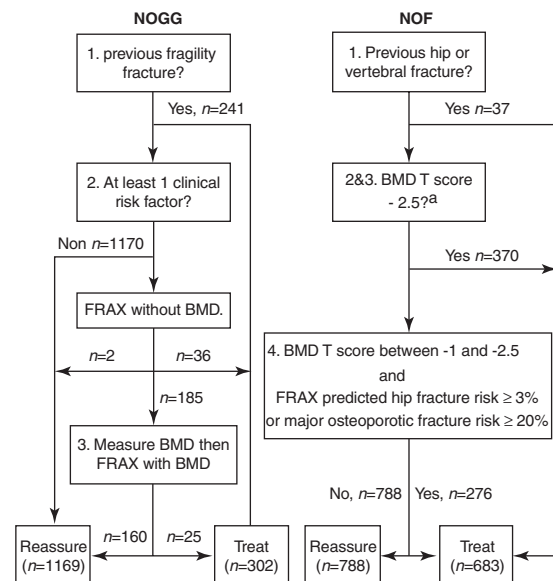 NOGG
1. previous fragility
fracture?
Yes, n=241
2. At least 1 clinical
risk factor?
Non n=1170
FRAX without BMD.
n=2
n=36
n=185
3. Measure BMD then
FRAX with BMD
n=160
n=25
Reassure
(n=1169)
Treat
(n=302)
NOF
1. Previous hip or
vertebral fracture?
Yes n=37
2&3. BMD T score
- 2.5?a
Yes n=370
4. BMD T score between -1 and -2.5
and
FRAX predicted hip fracture risk ≥ 3%
or major osteoporotic fracture risk ≥ 20%
No, n=788
Yes, n=276
Reassure
(n=788)
Treat
(n=683)